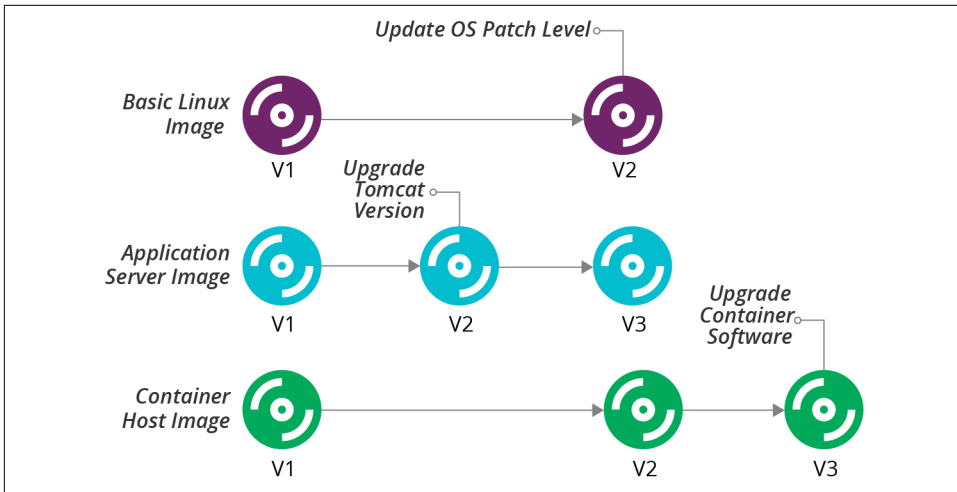 Update OS Patch Level
Basic Linux
Image
V1
V2
Upgrade
Tomcat
Version
Application
Server Image
V1
V2
V3
Upgrade
Container
Software
Container
Host Image
V1
V2
V3